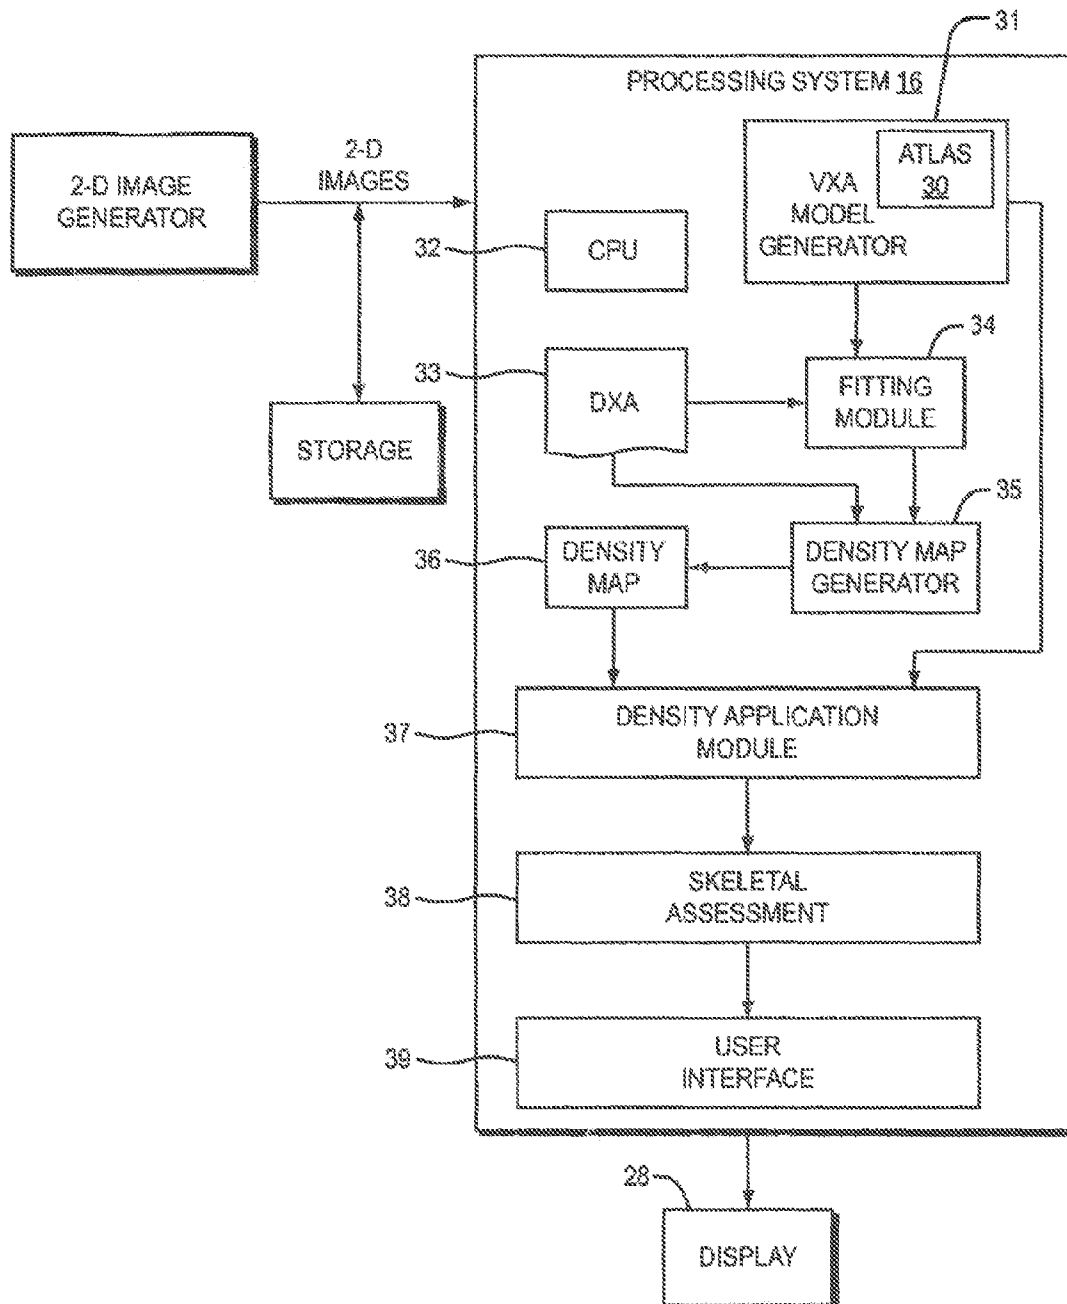 31
PROCESSING SYSTEM 16
2-D IMAGE
GENERATOR
2-D
IMAGES
ATLAS
30
VXA
MODEL
GENERATOR
32
CPU
34
33
DXA
FITTING
MODULE
STORAGE
35
36
DENSITY
MAP
DENSITY MAP
GENERATOR
37
DENSITY APPLICATION
MODULE
38
SKELETAL
ASSESSMENT
39
USER
INTERFACE
28
DISPLAY